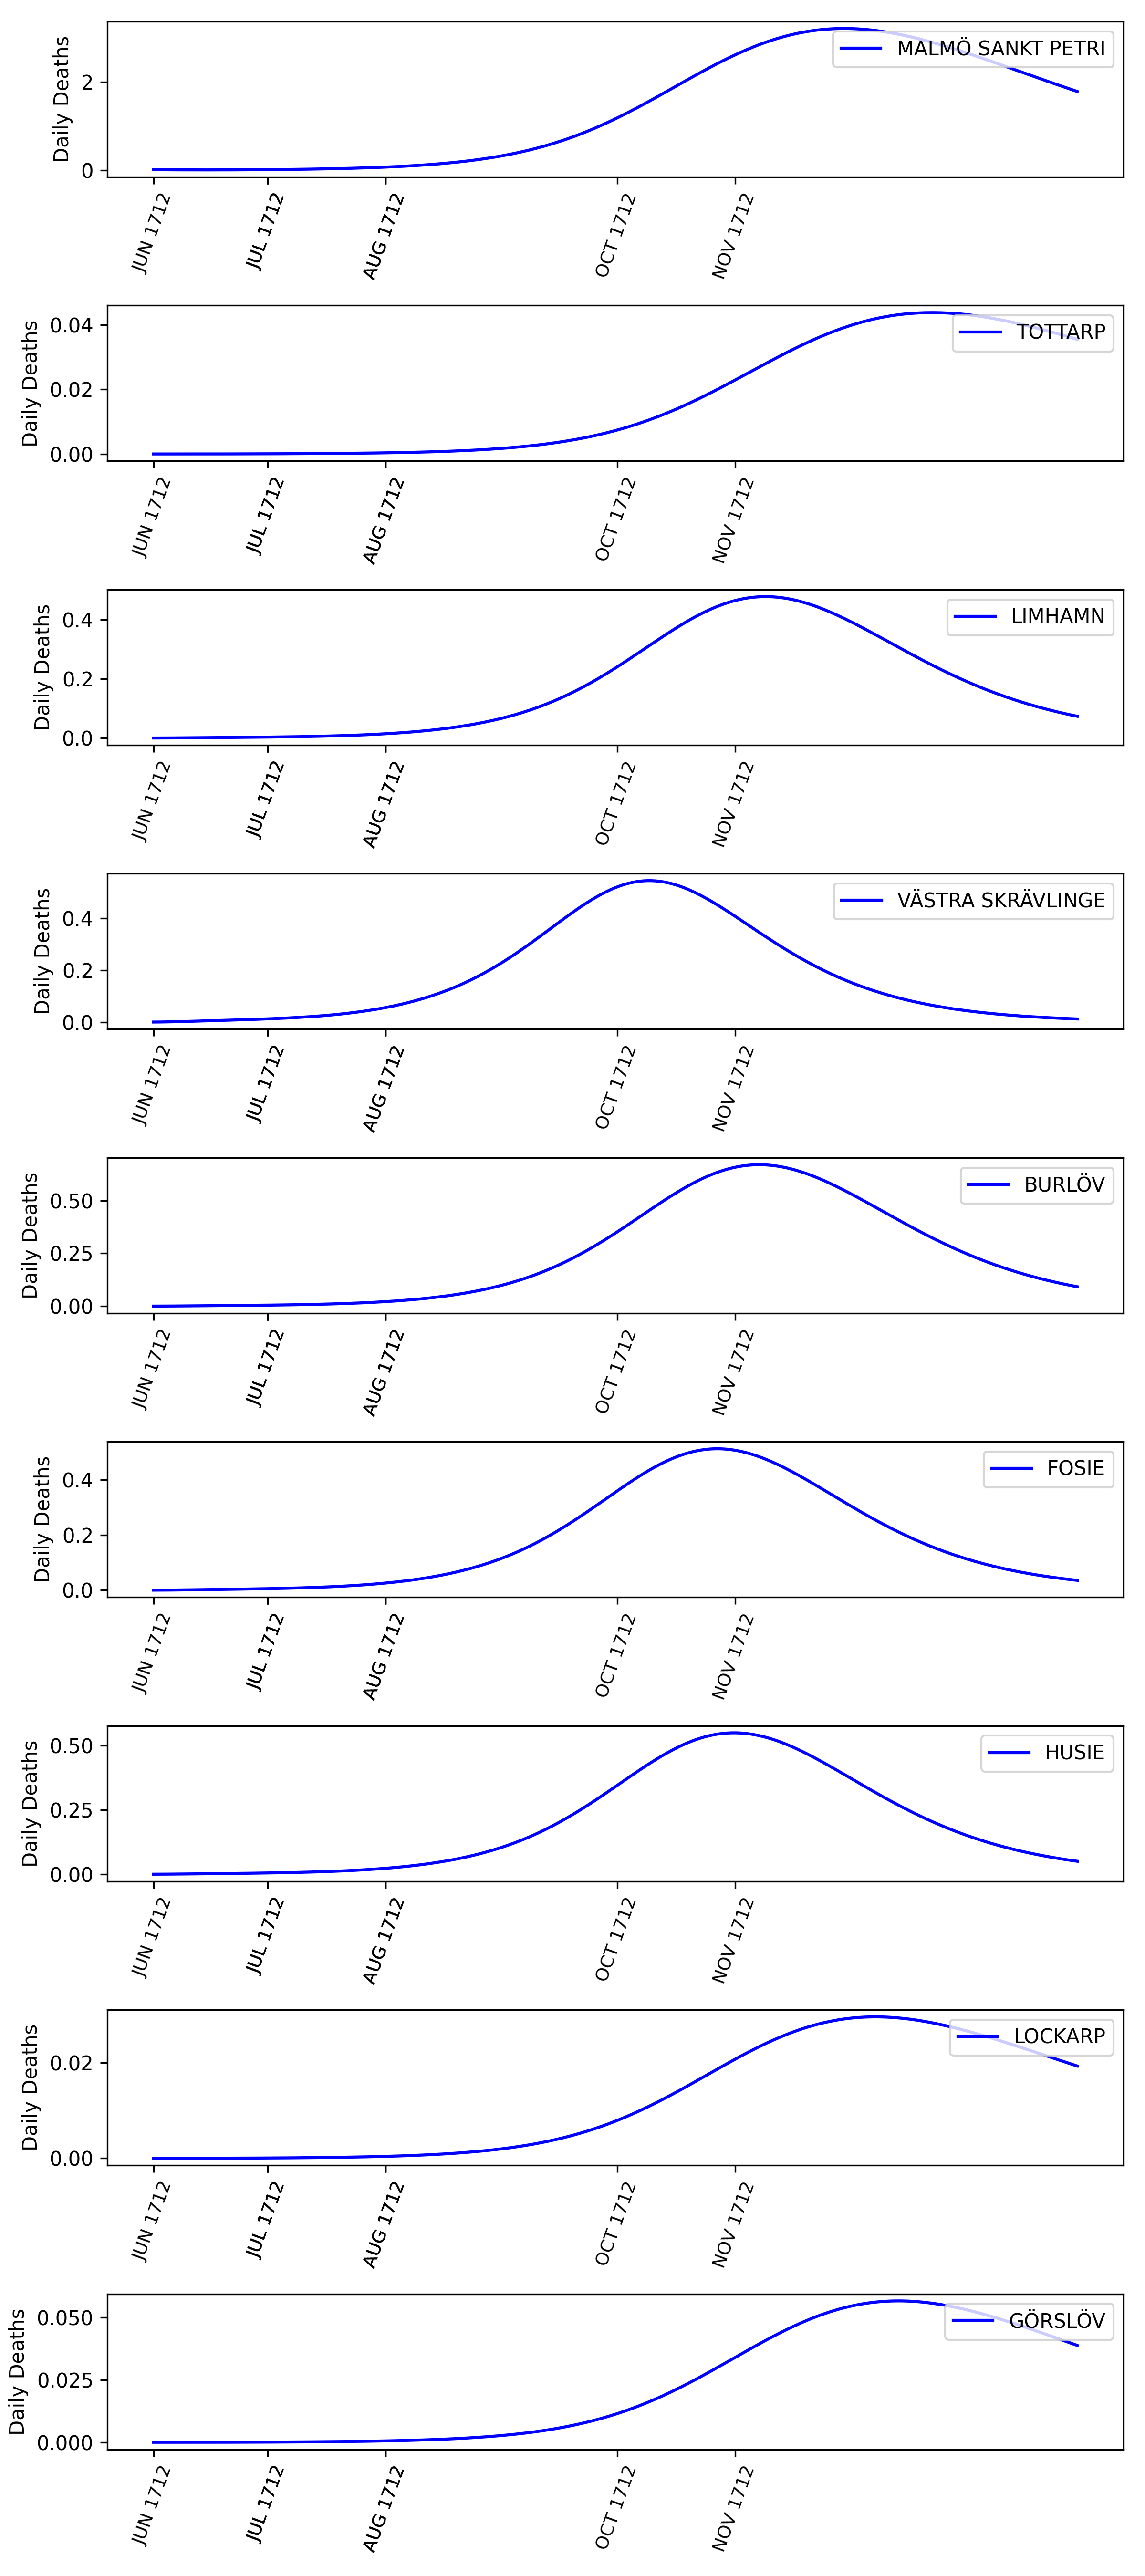 MALMÖ SANKT PETRI
Daily Deaths
2
0
JUN 1712
JUL 1712
AUG 1712
OCT 1712
NOV 1712
TOTTARP
Daily Deaths
0.04
0.02
0.00
JUN 1712
JUL 1712
AUG 1712
OCT 1712
NOV 1712
LIMHAMN
Daily Deaths
0.4
0.2
0.0
JUN 1712
JUL 1712
AUG 1712
OCT 1712
NOV 1712
VÄSTRA SKRÄVLINGE
Daily Deaths
0.4
0.2
0.0
JUN 1712
JUL 1712
AUG 1712
OCT 1712
NOV 1712
BURLÖV
Daily Deaths
0.50
0.25
0.00
JUN 1712
JUL 1712
AUG 1712
OCT 1712
NOV 1712
FOSIE
Daily Deaths
0.4
0.2
0.0
JUN 1712
JUL 1712
AUG 1712
OCT 1712
NOV 1712
HUSIE
Daily Deaths
0.50
0.25
0.00
JUN 1712
JUL 1712
AUG 1712
OCT 1712
NOV 1712
LOCKARP
Daily Deaths
0.02
0.00
JUN 1712
JUL 1712
AUG 1712
OCT 1712
NOV 1712
GÖRSLÖV
Daily Deaths
0.050
0.025
0.000
JUN 1712
JUL 1712
AUG 1712
OCT 1712
NOV 1712